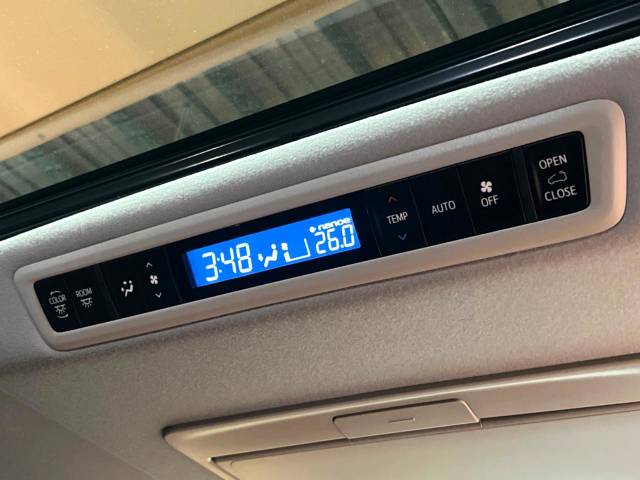 COLOR
ROOM
3:48
nanoe
26.0
TEMP
AUTO
OFF
OPEN
CLOSE